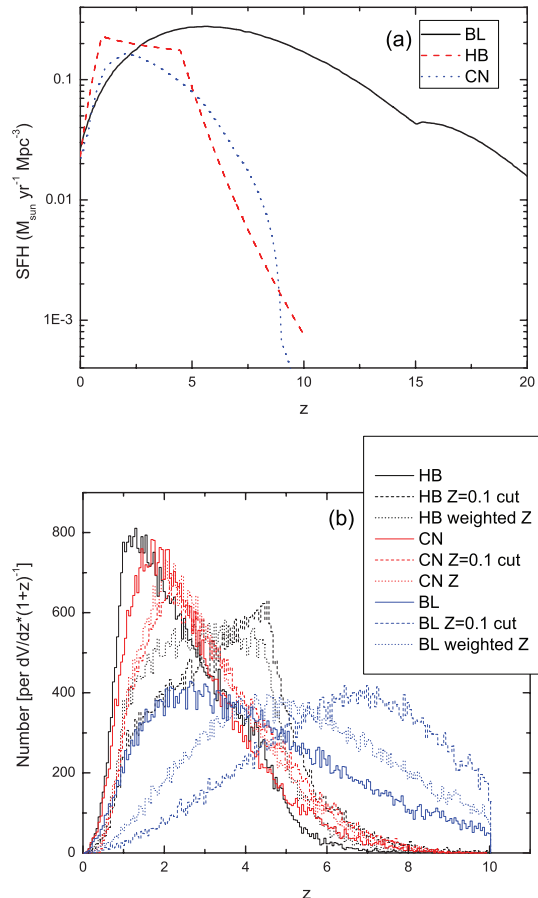 (a)
BL
HB
CN
0.1
0.01
1E-3
SFH (M_sun yr^-1 Mpc^-3)
0 5 10 15 20
z
HB
HB Z=0.1 cut
HB weighted Z
CN
CN Z=0.1 cut
CN Z
BL
BL Z=0.1 cut
BL weighted Z
(b)
800
600
400
200
0
Number [per dV/dz*(1+z)^-1]
0 2 4 6 8 10
z